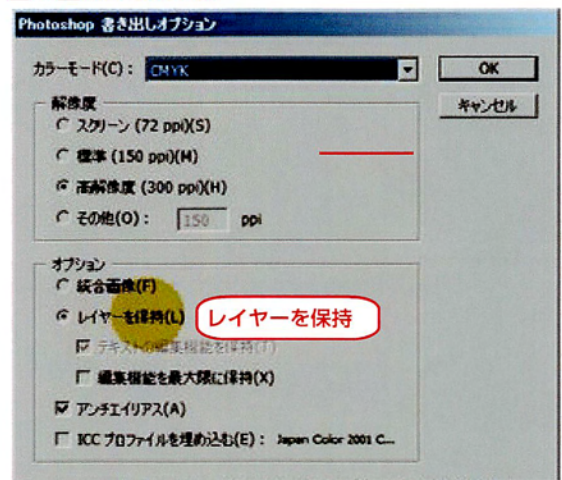 Photoshop 書き出しオプション
カラーモード(C): CMYK
OK
キャンセル
解像度
スクリーン (72 ppi)(S)
標準 (150 ppi)(M)
高解像度 (300 ppi)(H)
その他(O): 150 ppi
オプション
統合画像(F)
レイヤーを保持(L)
レイヤーを保持
テキストの編集機能を保持(T)
編集機能を最大限に保持(X)
アンチエイリアス(A)
ICC プロファイルを埋め込む(E): Japan Color 2001 C...